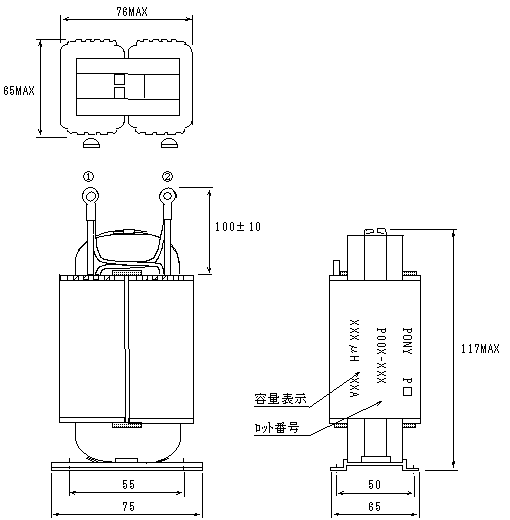 76MAX
65MAX
①
②
100±10
117MAX
PONY P□
P00X-XXX
XXXμH XXA
容量表示
ﾛｯﾄ番号
55
75
50
65